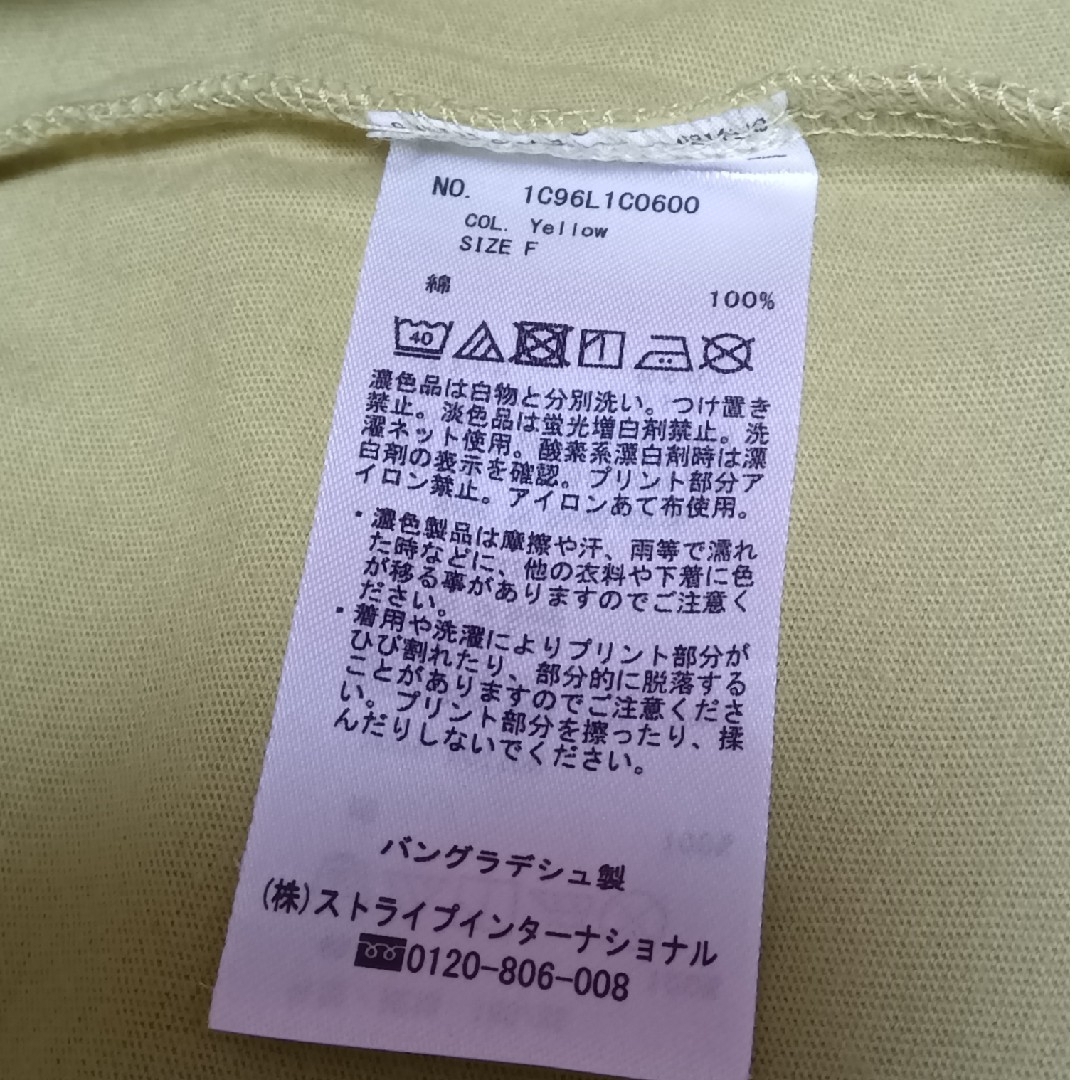 NO. 1C96L1C0600
COL. Yellow
SIZE F
綿 100%
40
濃色品は白物と分別洗い。つけ置き
禁止。淡色品は蛍光増白剤禁止。洗
濯ネット使用。酸素系漂白剤時は漂
白剤の表示を確認。プリント部分ア
イロン禁止。アイロンあて布使用。
・濃色製品は摩擦や汗、雨等で濡れ
た時などに、他の衣料や下着に色
が移る事がありますのでご注意く
ださい。
・着用や洗濯によりプリント部分が
ひび割れたり、部分的に脱落する
ことがありますのでご注意くださ
い。プリント部分を擦ったり、揉
んだりしないでください。
バングラデシュ製
(株)ストライプインターナショナル
0120-806-008